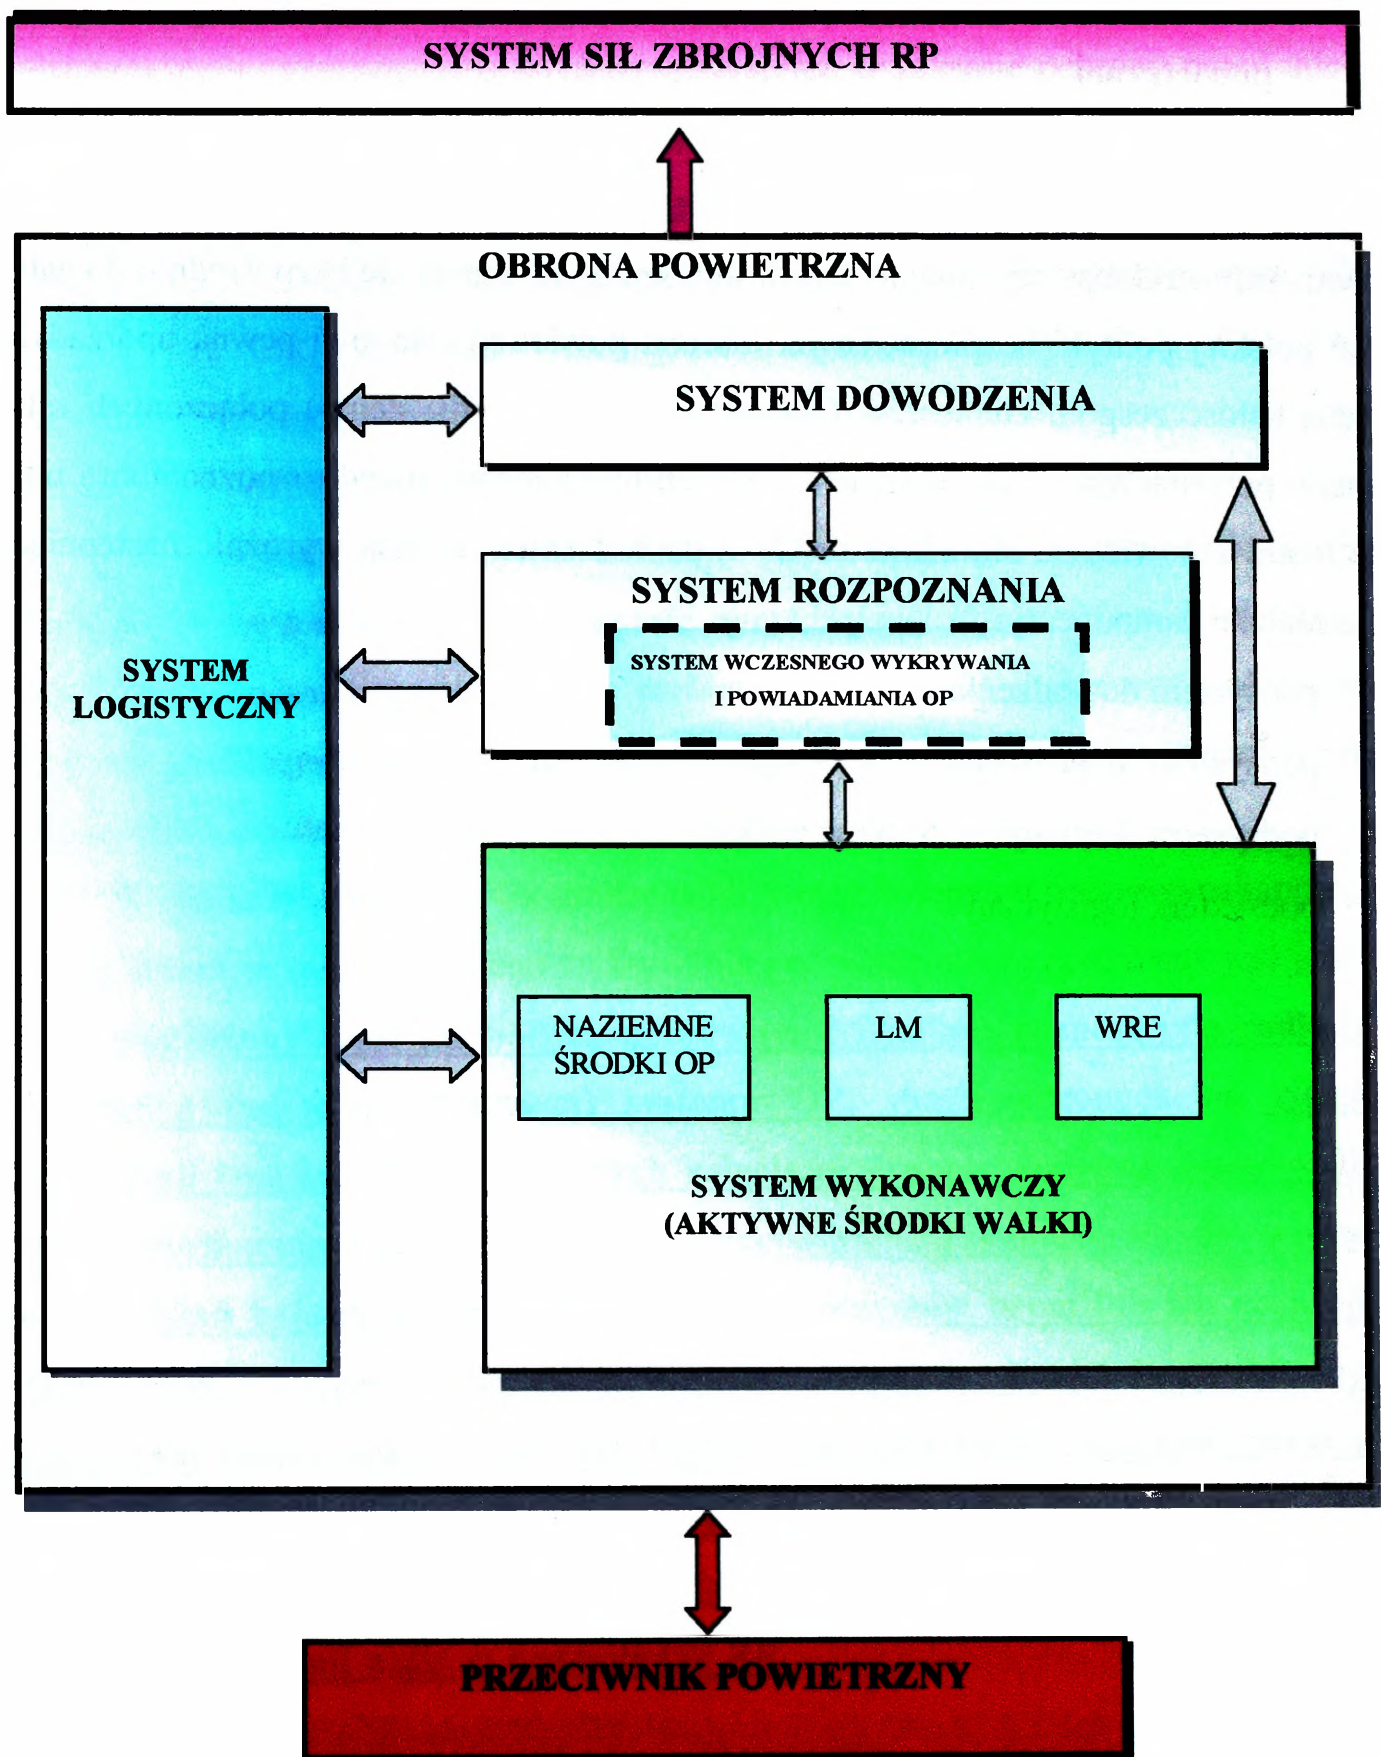 SYSTEM SIŁ ZBROJNYCH RP
OBRONA POWIETRZNA
SYSTEM DOWODZENIA
SYSTEM ROZPOZNANIA
SYSTEM WCZESNEGO WYKRYWANIA
I POWIADAMIANIA OP
SYSTEM
LOGISTYCZNY
NAZIEMNE
ŚRODKI OP
LM
WRE
SYSTEM WYKONAWCZY
(AKTYWNE ŚRODKI WALKI)
PRZECIWNIK POWIETRZNY